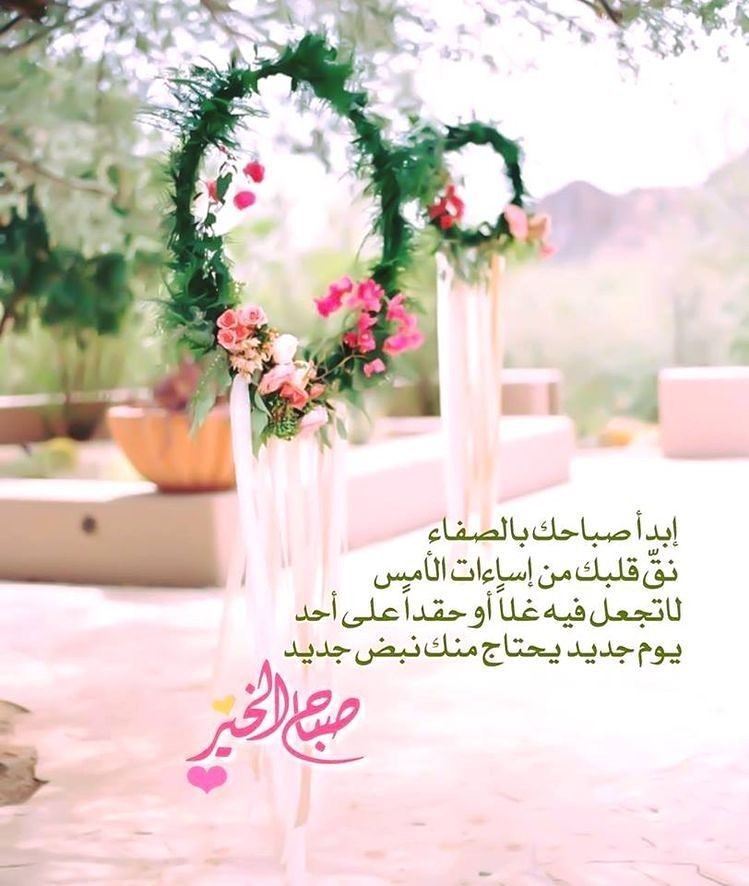 إبدأ صباحك بالصفاء
نقّ قلبك من إساءات الأمس
لاتجعل فيه غلاً أو حقداً على أحد
يوم جديد يحتاج منك نبض جديد
صباح الخير